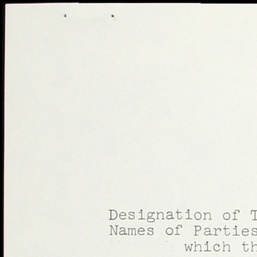 Designation of T
Names of Parties
which th